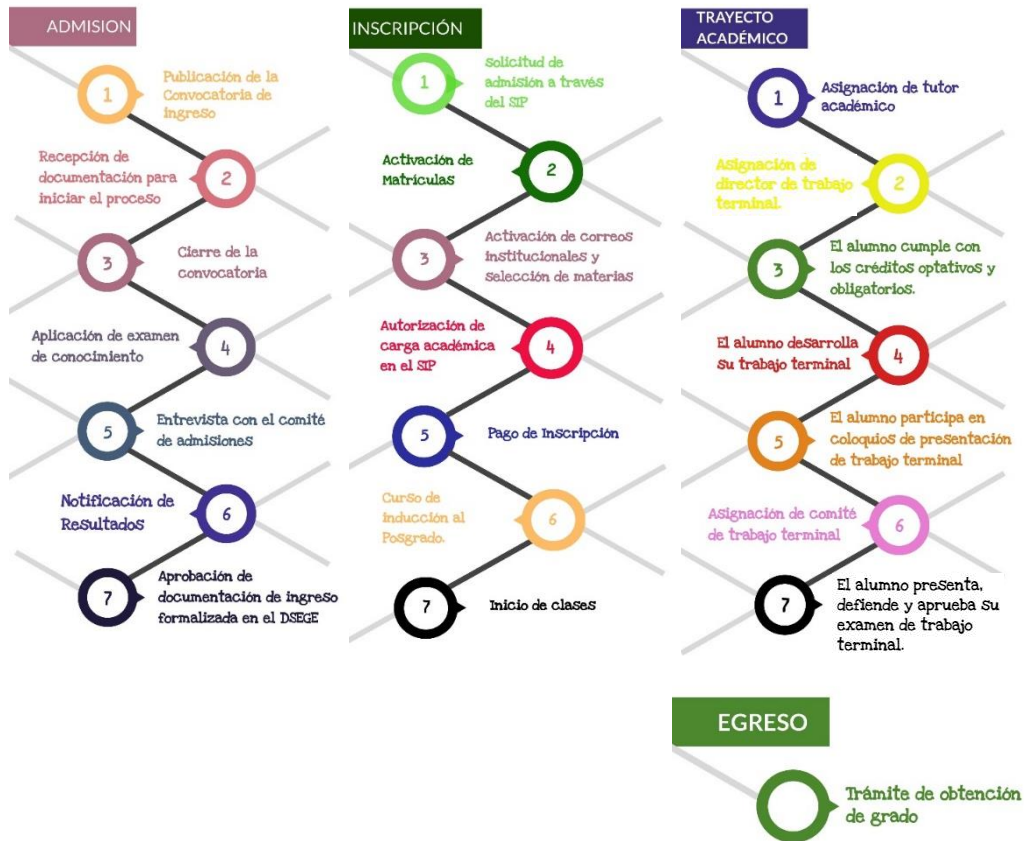 ADMISION
1
Publicación de la
Convocatoria de
ingreso
Recepción de
documentación para
iniciar el proceso
2
3
Cierre de la
convocatoria
Aplicación de examen
de conocimiento
4
5
Entrevista con el comité
de admisiones
Notificación de
Resultados
6
7
Aprobación de
documentación de ingreso
formalizada en el DSEGE
INSCRIPCIÓN
1
solicitud de
admisión a través
del SIP
Activación de
Matrículas
2
3
Activación de correos
institucionales y
selección de materias
Autorización de
carga académica
en el SIP
4
5
Pago de Inscripción
Curso de
inducción al
Posgrado.
6
7
Inicio de clases
TRAYECTO
ACADÉMICO
1
Asignación de tutor
académico
Asignación de
director de trabajo
terminal.
2
3
El alumno cumple con
los créditos optativos y
obligatorios.
El alumno desarrolla
su trabajo terminal
4
5
El alumno participa en
coloquios de presentación
de trabajo terminal
Asignación de comité
de trabajo terminal
6
7
El alumno presenta,
defiende y aprueba su
examen de trabajo
terminal.
EGRESO
Trámite de obtención
de grado